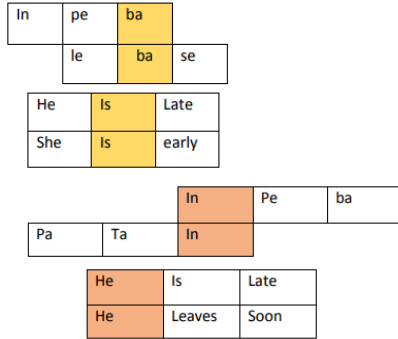 In pe ba
le ba se
He Is Late
She Is early
In Pe ba
Pa Ta In
He Is Late
He Leaves Soon